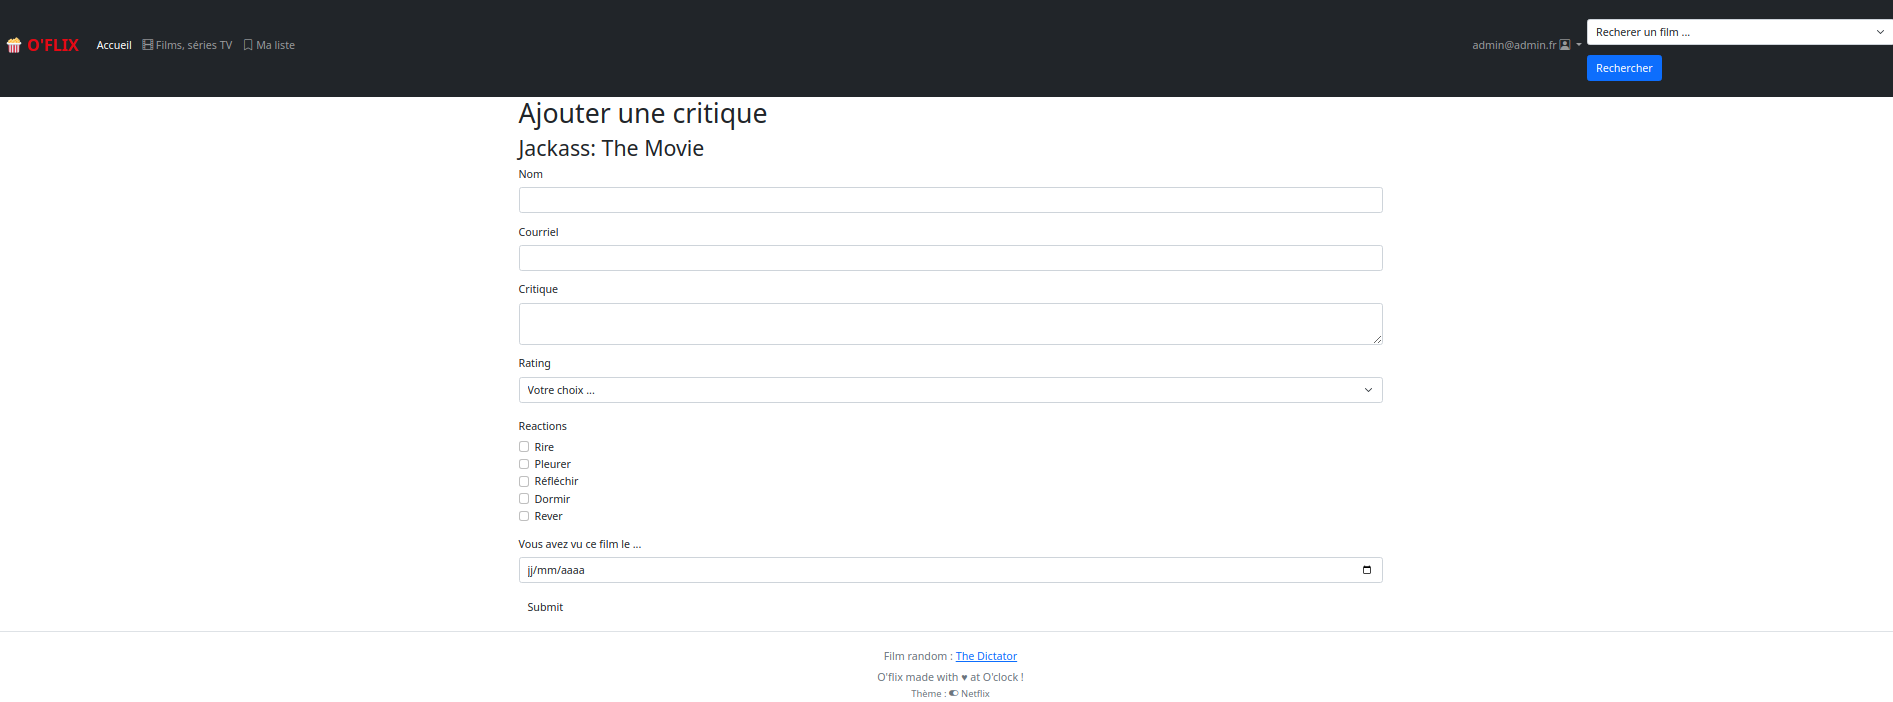 O'FLIX Accueil Films, séries TV Ma liste admin@admin.fr Recherer un film ...
Rechercher
Ajouter une critique
Jackass: The Movie
Nom
Courriel
Critique
Rating
Votre choix ...
Reactions
Rire
Pleurer
Réfléchir
Dormir
Rever
Vous avez vu ce film le ...
jj/mm/aaaa
Submit
Film random : The Dictator
O'flix made with ♥ at O'clock !
Thème : Netflix